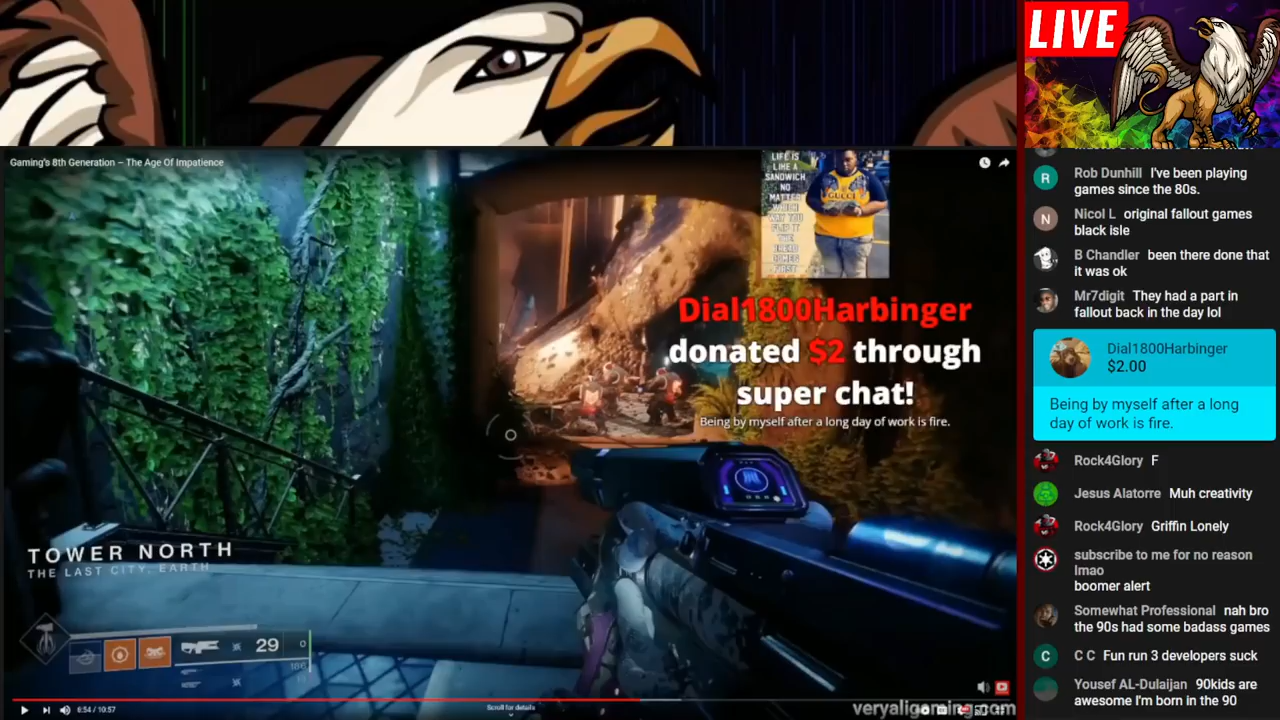 LIVE
Gaming's 8th Generation – The Age Of Impatience
LIFE IS
LIKE A
SANDWICH
NO
MATTER
WHICH
WAY YOU
FLIP IT
THE
BREAD
COMES
FIRST
GUCCI
Dial1800Harbinger
donated $2 through
super chat!
Being by myself after a long day of work is fire.
TOWER NORTH
THE LAST CITY, EARTH
29
0
186
6:54 / 10:57
Scroll for details
veryaligaming.com
Rob Dunhill I've been playing
games since the 80s.
N
Nicol L original fallout games
black isle
B Chandler been there done that
it was ok
Mr7digit They had a part in
fallout back in the day lol
Dial1800Harbinger
$2.00
Being by myself after a long
day of work is fire.
Rock4Glory F
Jesus Alatorre Muh creativity
Rock4Glory Griffin Lonely
subscribe to me for no reason
lmao
boomer alert
Somewhat Professional nah bro
the 90s had some badass games
C
C C Fun run 3 developers suck
Yousef AL-Dulaijan 90kids are
awesome I'm born in the 90